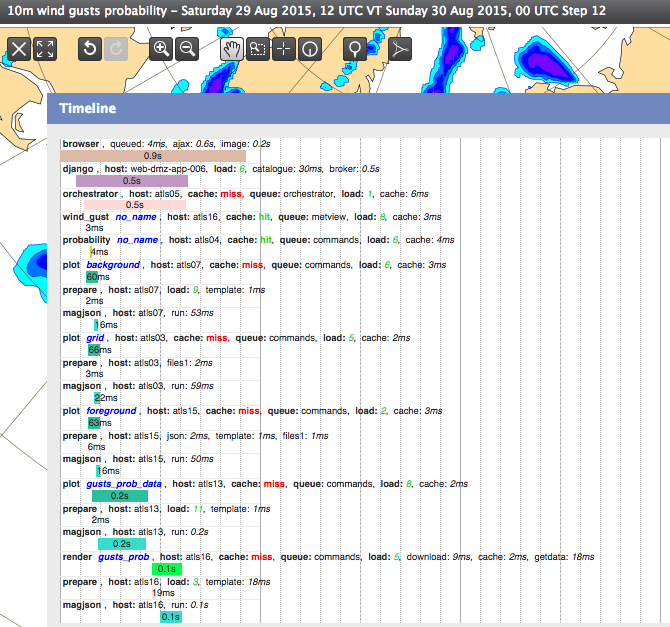 10m wind gusts probability – Saturday 29 Aug 2015, 12 UTC VT Sunday 30 Aug 2015, 00 UTC Step 12
Timeline
browser , queued: 4ms, ajax: 0.6s, image: 0.2s
0.9s
django , host: web-dmz-app-006, load: 6, catalogue: 30ms, broker: 0.5s
0.5s
orchestrator , host: atls05, cache: miss, queue: orchestrator, load: 1, cache: 6ms
0.5s
wind_gust no_name , host: atls16, cache: hit, queue: metview, load: 8, cache: 3ms
3ms
probability no_name , host: atls04, cache: hit, queue: commands, load: 6, cache: 4ms
4ms
plot background , host: atls07, cache: miss, queue: commands, load: 6, cache: 3ms
60ms
prepare , host: atls07, load: 9, template: 1ms
2ms
magjson , host: atls07, run: 53ms
16ms
plot grid , host: atls03, cache: miss, queue: commands, load: 5, cache: 2ms
66ms
prepare , host: atls03, files1: 2ms
3ms
magjson , host: atls03, run: 59ms
22ms
plot foreground , host: atls15, cache: miss, queue: commands, load: 2, cache: 3ms
63ms
prepare , host: atls15, json: 2ms, template: 1ms, files1: 1ms
6ms
magjson , host: atls15, run: 50ms
16ms
plot gusts_prob_data , host: atls13, cache: miss, queue: commands, load: 8, cache: 2ms
0.2s
prepare , host: atls13, load: 11, template: 1ms
2ms
magjson , host: atls13, run: 0.2s
0.2s
render gusts_prob , host: atls16, cache: miss, queue: commands, load: 5, download: 9ms, cache: 2ms, getdata: 18ms
0.1s
prepare , host: atls16, load: 3, template: 18ms
19ms
magjson , host: atls16, run: 0.1s
0.1s